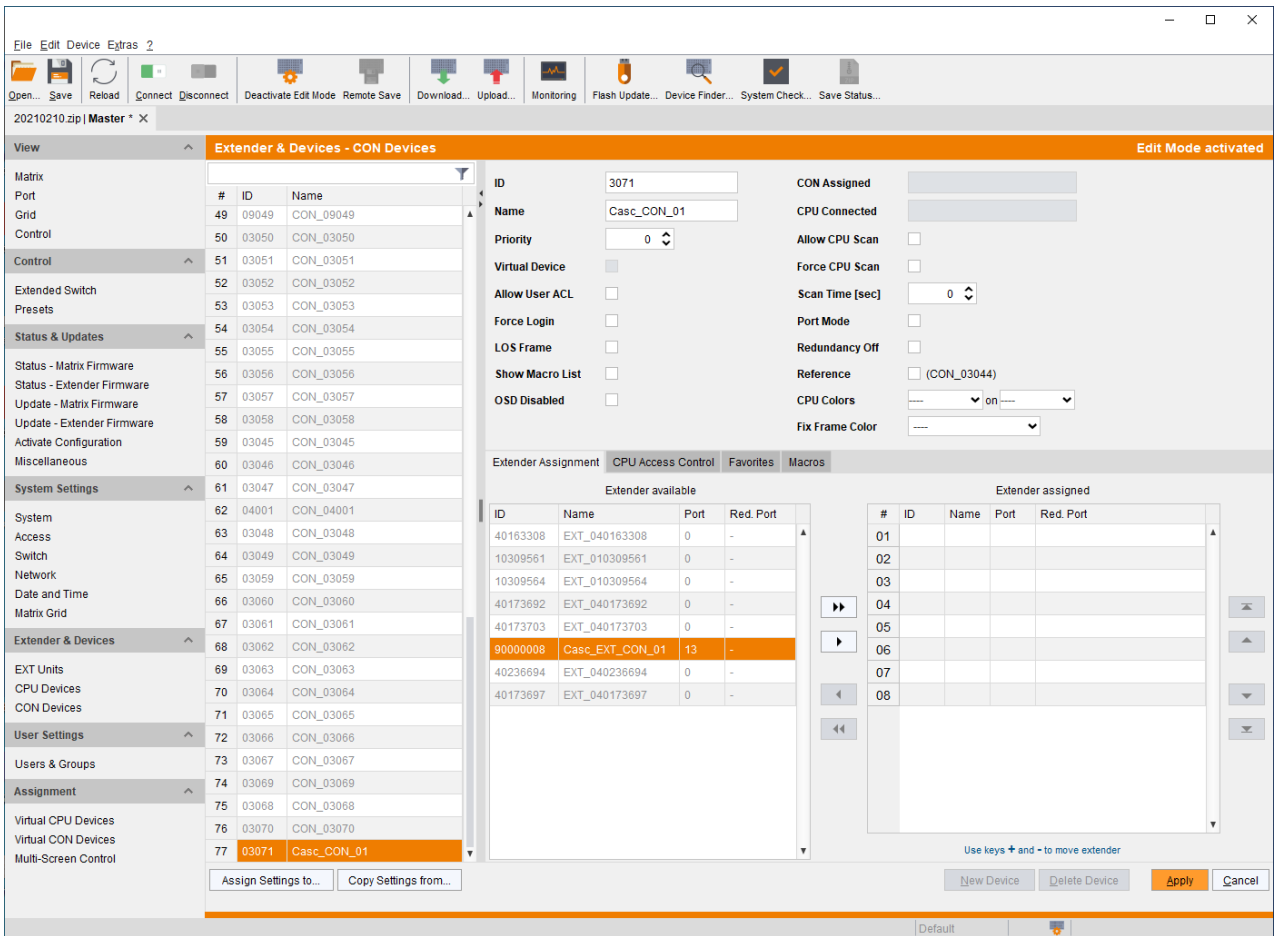 File Edit Device Extras ?
Open... Save Reload Connect Disconnect Deactivate Edit Mode Remote Save Download... Upload... Monitoring Flash Update... Device Finder... System Check... Save Status...
20210210.zip| Master *
View
Matrix
Port
Grid
Control
Control
Extended Switch
Presets
Status & Updates
Status - Matrix Firmware
Status - Extender Firmware
Update - Matrix Firmware
Update - Extender Firmware
Activate Configuration
Miscellaneous
System Settings
System
Access
Switch
Network
Date and Time
Matrix Grid
Extender & Devices
EXT Units
CPU Devices
CON Devices
User Settings
Users & Groups
Assignment
Virtual CPU Devices
Virtual CON Devices
Multi-Screen Control
Extender & Devices - CON Devices Edit Mode activated
# ID Name
49 09049 CON_09049
50 03050 CON_03050
51 03051 CON_03051
52 03052 CON_03052
53 03053 CON_03053
54 03054 CON_03054
55 03055 CON_03055
56 03056 CON_03056
57 03057 CON_03057
58 03058 CON_03058
59 03045 CON_03045
60 03046 CON_03046
61 03047 CON_03047
62 04001 CON_04001
63 03048 CON_03048
64 03049 CON_03049
65 03059 CON_03059
66 03060 CON_03060
67 03061 CON_03061
68 03062 CON_03062
69 03063 CON_03063
70 03064 CON_03064
71 03065 CON_03065
72 03066 CON_03066
73 03067 CON_03067
74 03069 CON_03069
75 03068 CON_03068
76 03070 CON_03070
77 03071 Casc_CON_01
Assign Settings to... Copy Settings from...
ID 3071
Name Casc_CON_01
Priority 0
Virtual Device
Allow User ACL
Force Login
LOS Frame
Show Macro List
OSD Disabled
CON Assigned
CPU Connected
Allow CPU Scan
Force CPU Scan
Scan Time [sec] 0
Port Mode
Redundancy Off
Reference (CON_03044)
CPU Colors ---- on ----
Fix Frame Color ----
Extender Assignment CPU Access Control Favorites Macros
Extender available
ID Name Port Red. Port
40163308 EXT_040163308 0 -
10309561 EXT_010309561 0 -
10309564 EXT_010309564 0 -
40173692 EXT_040173692 0 -
40173703 EXT_040173703 0 -
90000008 Casc_EXT_CON_01 13 -
40236694 EXT_040236694 0 -
40173697 EXT_040173697 0 -
Extender assigned
# ID Name Port Red. Port
01
02
03
04
05
06
07
08
Use keys + and - to move extender
New Device Delete Device Apply Cancel
Default